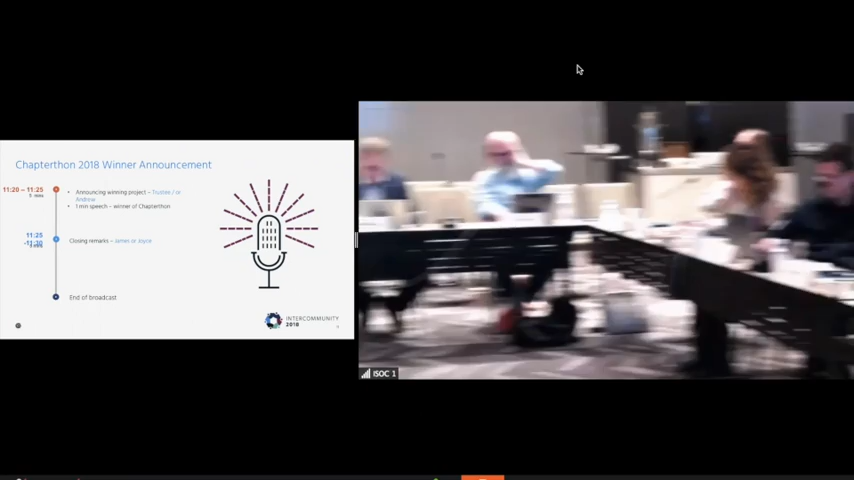 Chapterthon 2018 Winner Announcement
11:20 – 11:25
Announcing winning project – Trustee / or
Andrew
1 min speech – winner of Chapterthon
11:25
Closing remarks – James or Joyce
End of broadcast
INTERCOMMUNITY
2018
ISOC 1